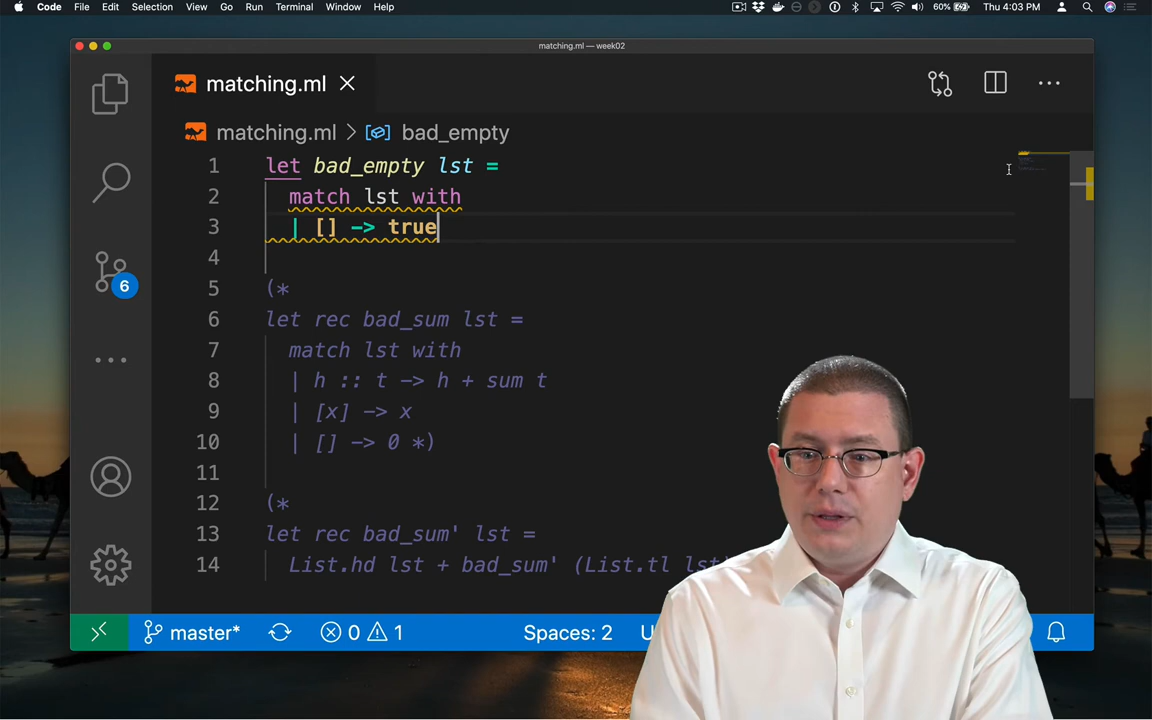 Code File Edit Selection View Go Run Terminal Window Help 60% Thu 4:03 PM
matching.ml — week02
matching.ml
matching.ml > bad_empty
1 let bad_empty lst =
2 match lst with
3 | [] -> true
4
5 (*
6 let rec bad_sum lst =
7 match lst with
8 | h :: t -> h + sum t
9 | [x] -> x
10 | [] -> 0 *)
11
12 (*
13 let rec bad_sum' lst =
14 List.hd lst + bad_sum' (List.tl lst
6
master* 0 1 Spaces: 2 U